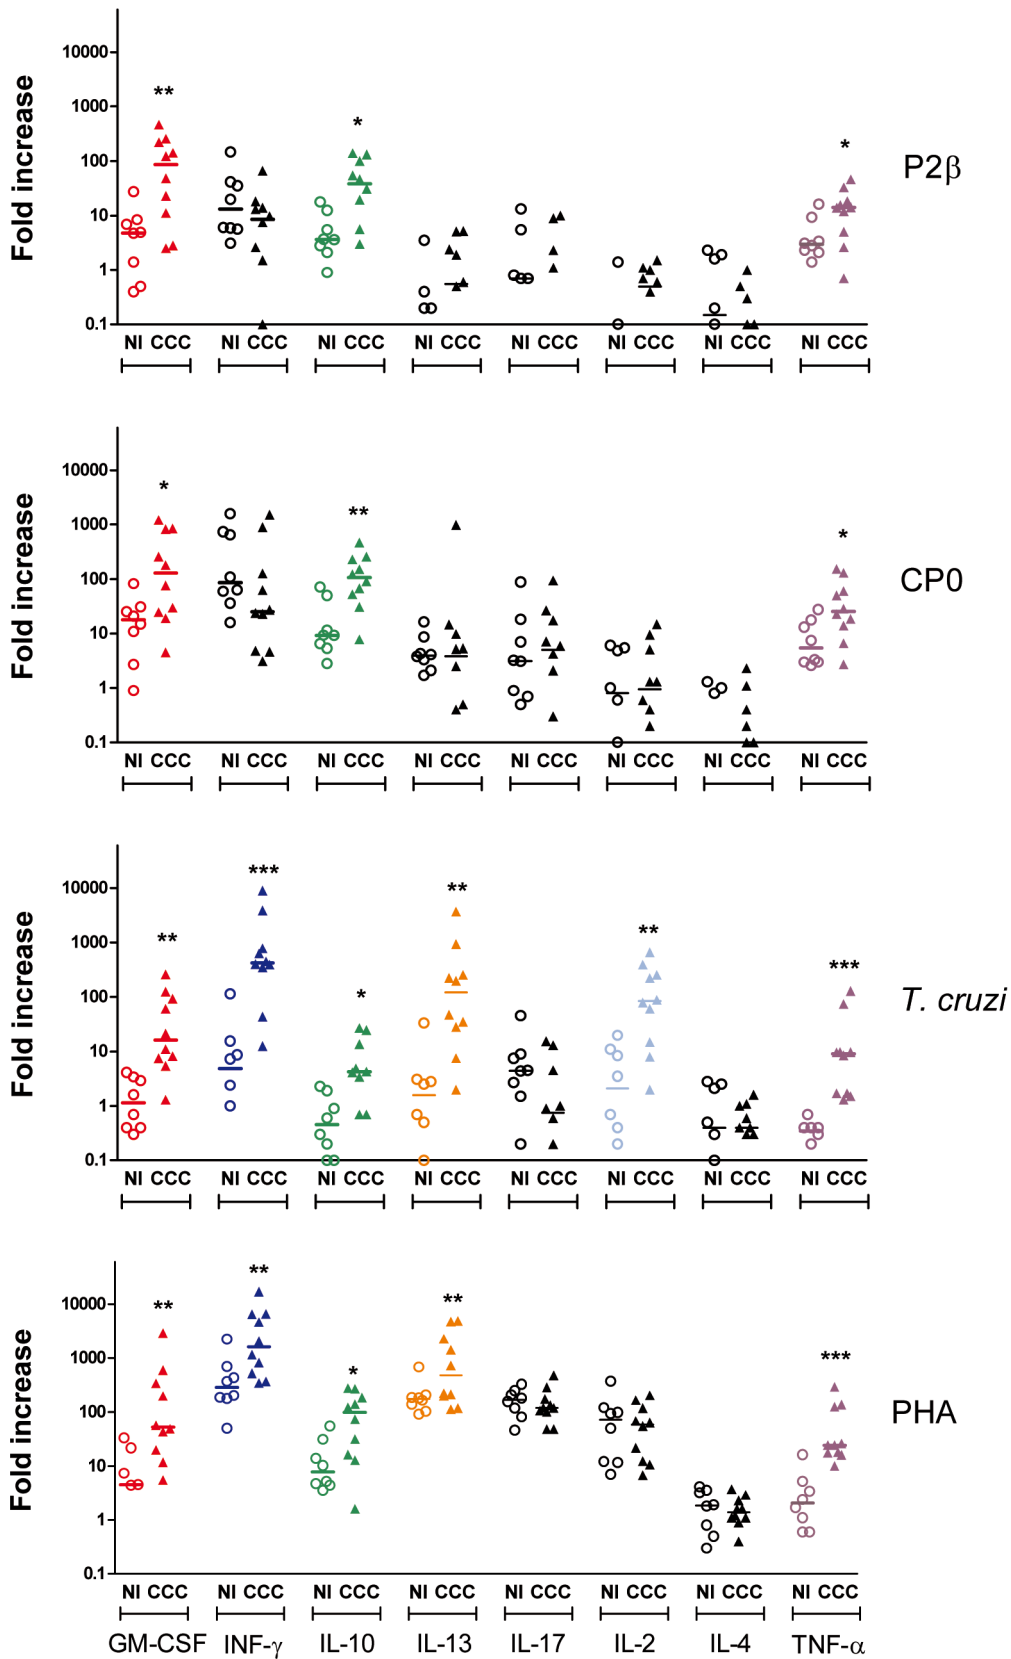 ** * *
10000
1000
100
10
1
0.1
Fold increase
P2β
NI CCC NI CCC NI CCC NI CCC NI CCC NI CCC NI CCC NI CCC
* ** *
10000
1000
100
10
1
0.1
Fold increase
CP0
NI CCC NI CCC NI CCC NI CCC NI CCC NI CCC NI CCC NI CCC
** *** * ** ** ***
10000
1000
100
10
1
0.1
Fold increase
T. cruzi
NI CCC NI CCC NI CCC NI CCC NI CCC NI CCC NI CCC NI CCC
** ** * ** ***
10000
1000
100
10
1
0.1
Fold increase
PHA
NI CCC NI CCC NI CCC NI CCC NI CCC NI CCC NI CCC NI CCC
GM-CSF INF-γ IL-10 IL-13 IL-17 IL-2 IL-4 TNF-α